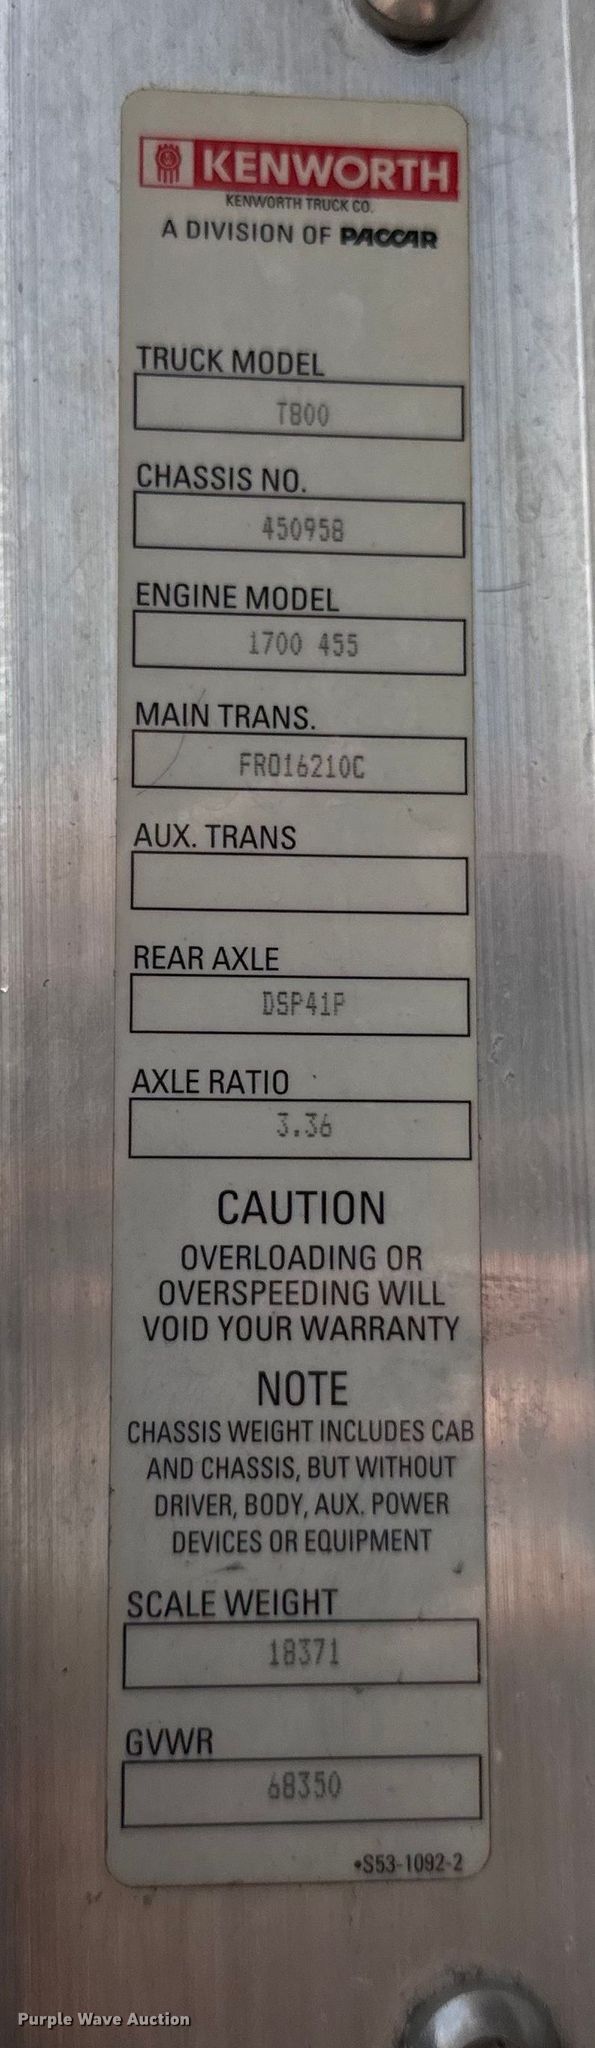 KENWORTH
KENWORTH TRUCK CO.
A DIVISION OF PACCAR
TRUCK MODEL
T800
CHASSIS NO.
450958
ENGINE MODEL
1700 455
MAIN TRANS.
FRO16210C
AUX. TRANS
REAR AXLE
DSP41P
AXLE RATIO
3.36
CAUTION
OVERLOADING OR
OVERSPEEDING WILL
VOID YOUR WARRANTY
NOTE
CHASSIS WEIGHT INCLUDES CAB
AND CHASSIS, BUT WITHOUT
DRIVER, BODY, AUX. POWER
DEVICES OR EQUIPMENT
SCALE WEIGHT
18371
GVWR
68350
•S53-1092-2
Purple Wave Auction